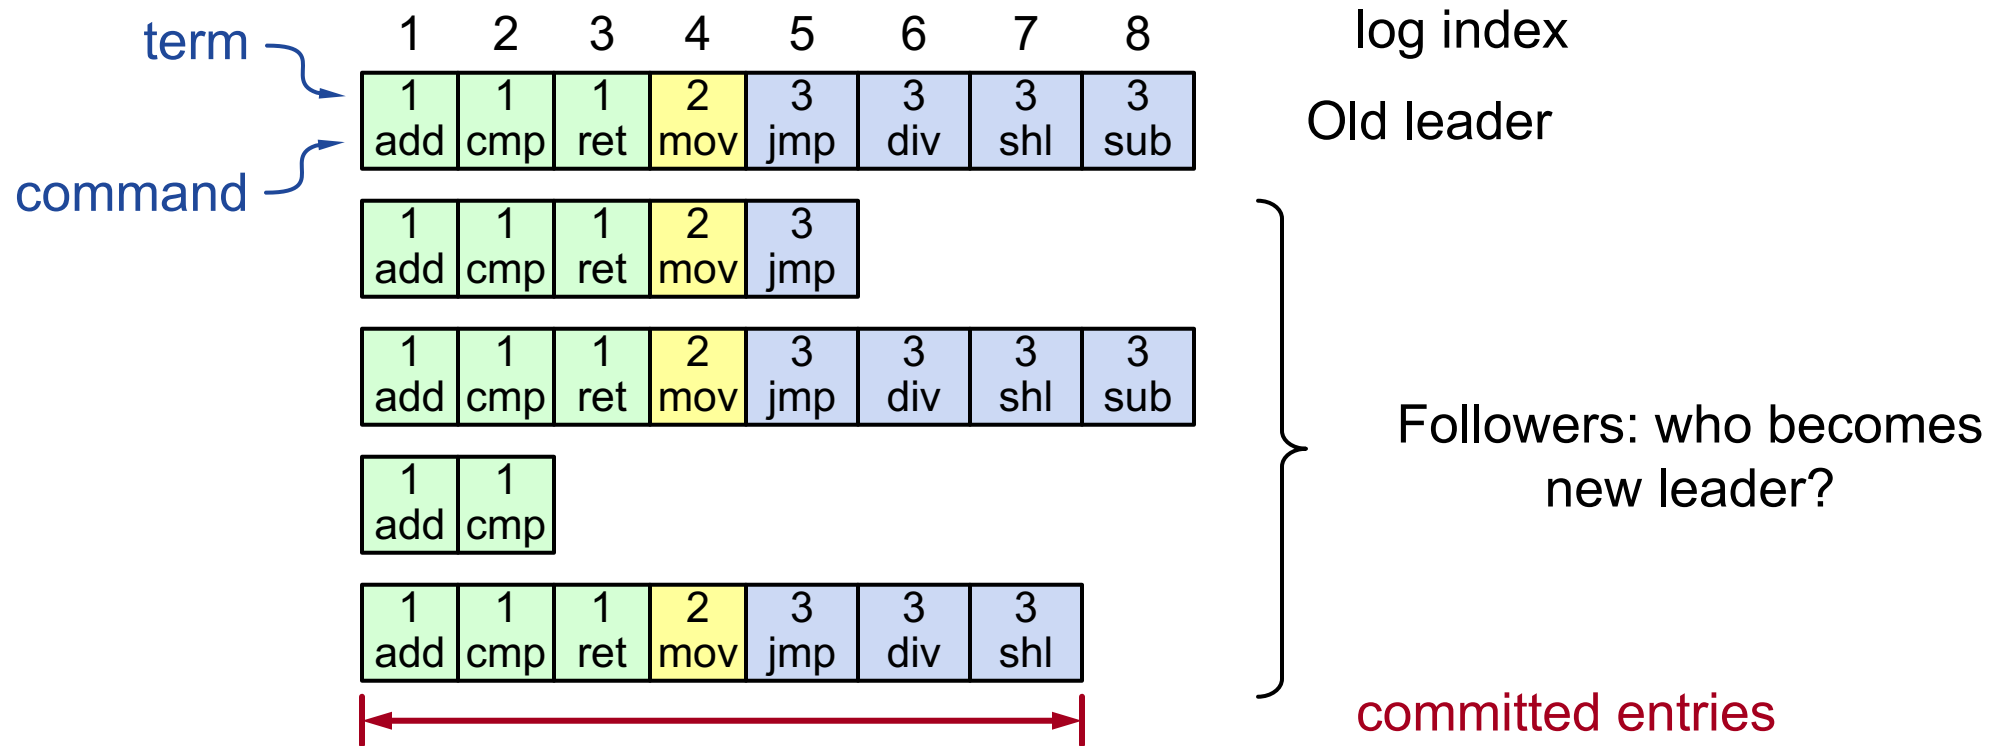 term
command
1 2 3 4 5 6 7 8 log index
1 1 1 2 3 3 3 3
add cmp ret mov jmp div shl sub
Old leader
1 1 1 2 3
add cmp ret mov jmp
1 1 1 2 3 3 3 3
add cmp ret mov jmp div shl sub
1 1
add cmp
1 1 1 2 3 3 3
add cmp ret mov jmp div shl
Followers: who becomes
new leader?
committed entries